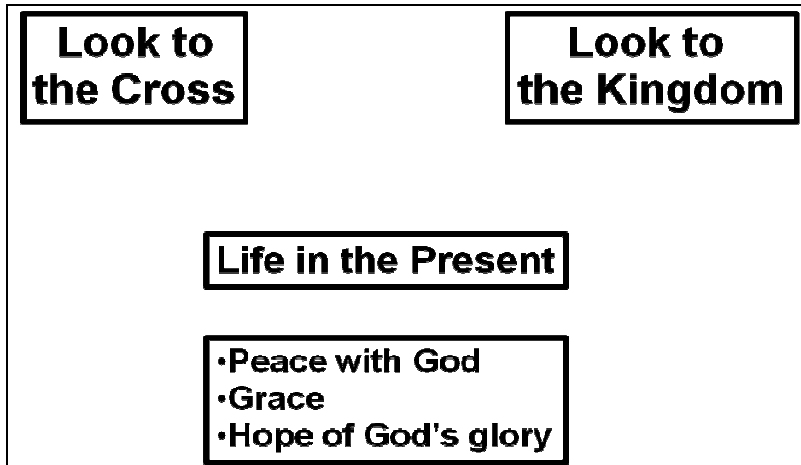 Look to
the Cross
Look to
the Kingdom
Life in the Present
•Peace with God
•Grace
•Hope of God's glory